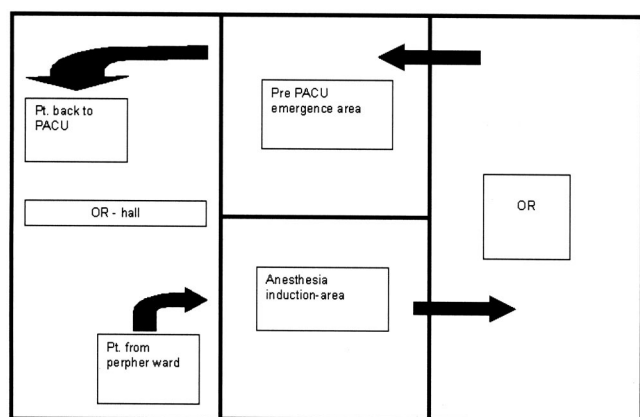 Pt. back to
PACU
Pre PACU
emergence area
OR - hall
OR
Anesthesia
induction-area
Pt. from
perpher ward